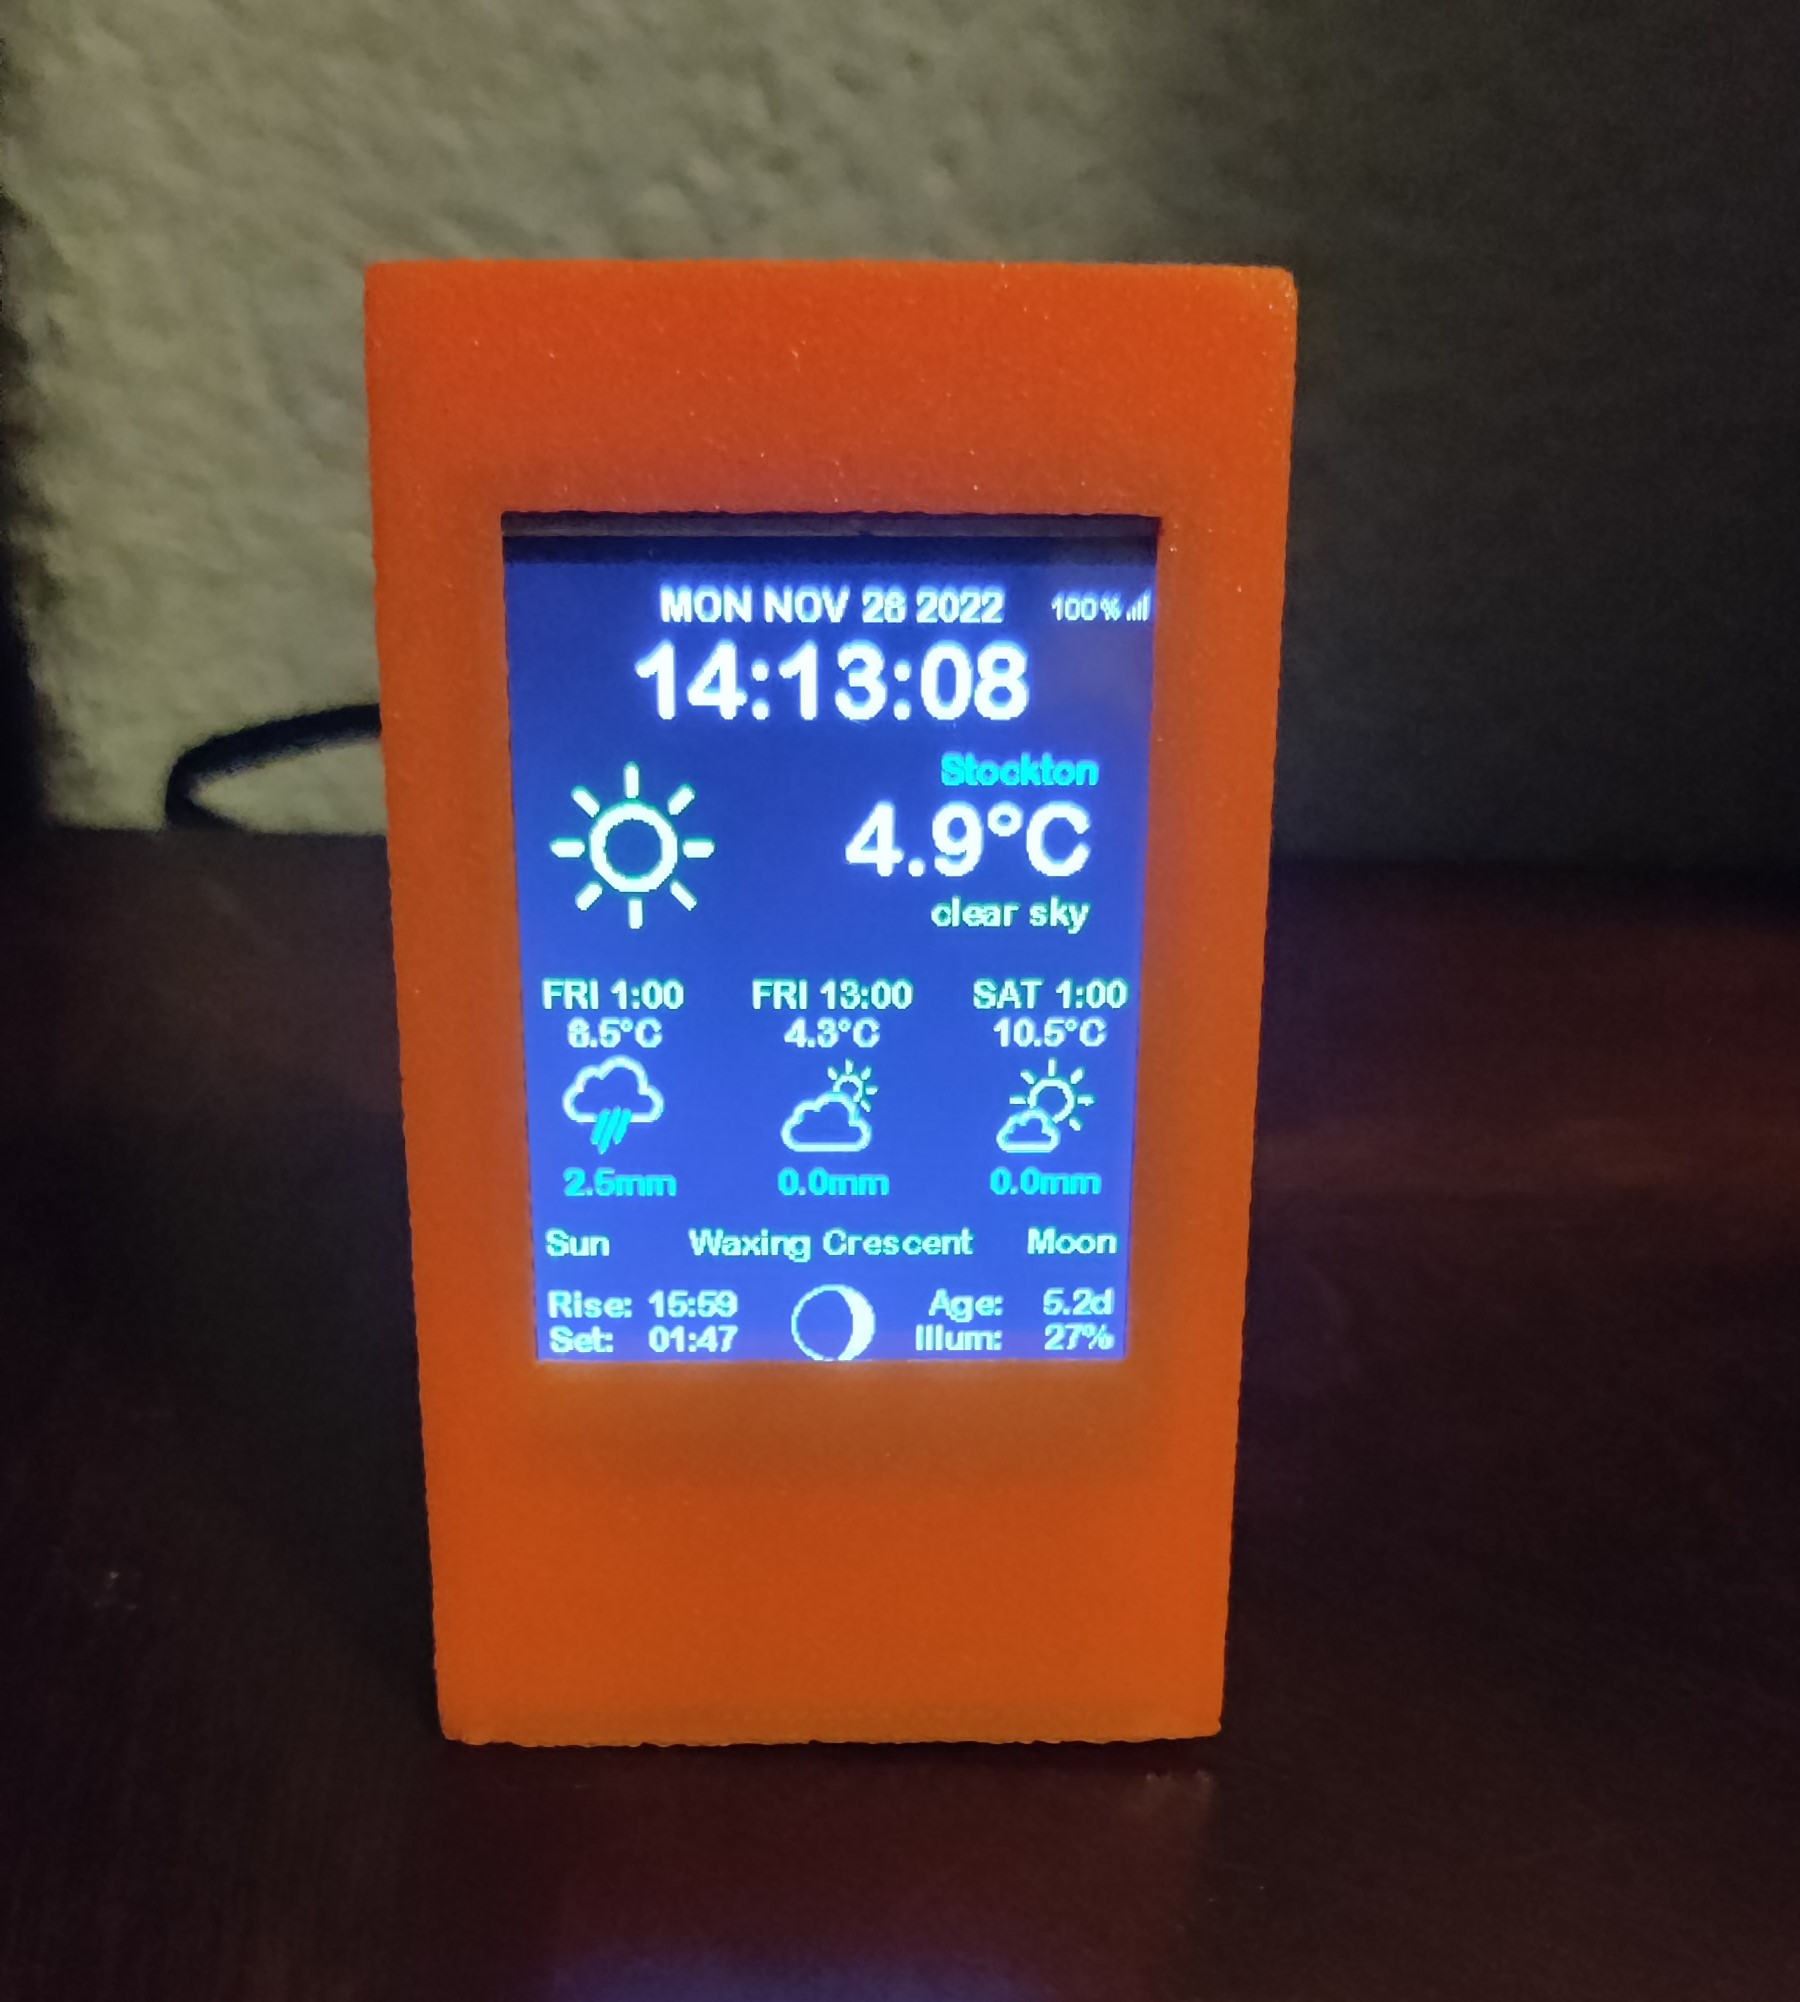 MON NOV 28 2022 100%
14:13:08
Stockton
4.9°C
clear sky
FRI 1:00 FRI 13:00 SAT 1:00
8.5°C 4.3°C 10.5°C
2.5mm 0.0mm 0.0mm
Sun Waxing Crescent Moon
Rise: 15:59 Age: 5.2d
Set: 01:47 Illum: 27%